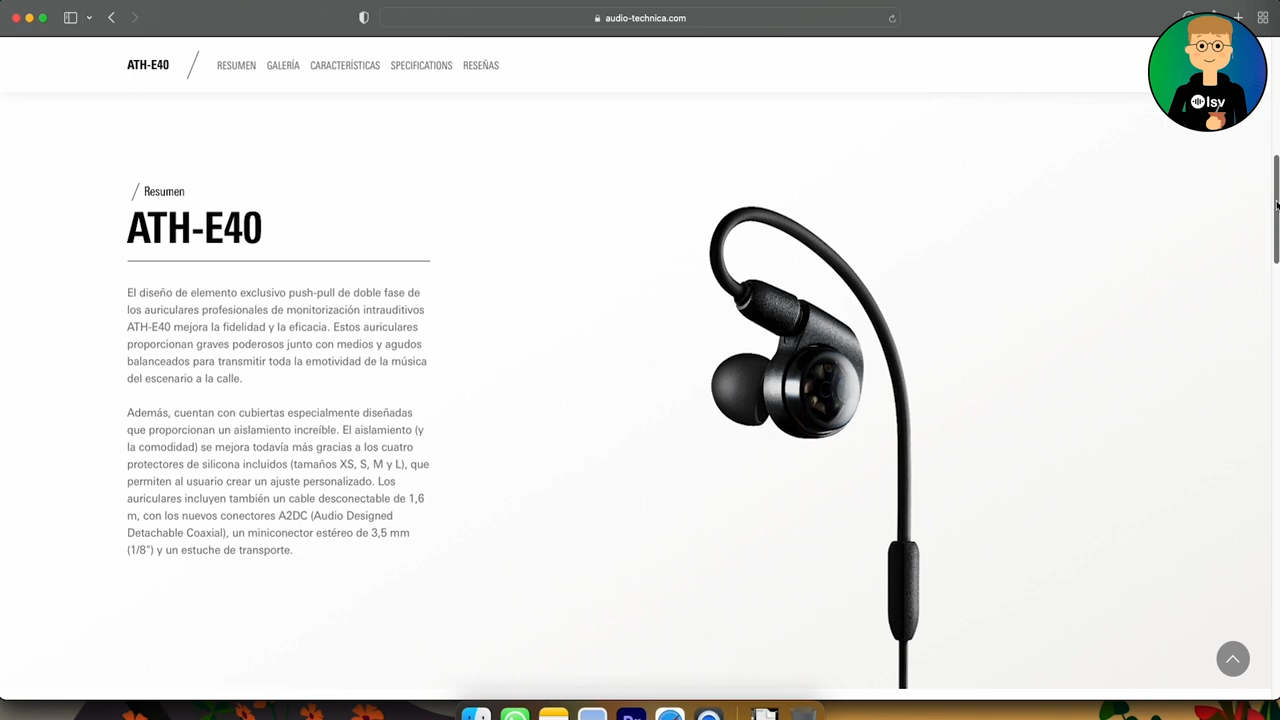 audio-technica.com
ATH-E40
RESUMEN
GALERÍA
CARACTERÍSTICAS
SPECIFICATIONS
RESEÑAS
lsv
Resumen
ATH-E40
El diseño de elemento exclusivo push-pull de doble fase de
los auriculares profesionales de monitorización intrauditivos
ATH-E40 mejora la fidelidad y la eficacia. Estos auriculares
proporcionan graves poderosos junto con medios y agudos
balanceados para transmitir toda la emotividad de la música
del escenario a la calle.
Además, cuentan con cubiertas especialmente diseñadas
que proporcionan un aislamiento increíble. El aislamiento (y
la comodidad) se mejora todavía más gracias a los cuatro
protectores de silicona incluidos (tamaños XS, S, M y L), que
permiten al usuario crear un ajuste personalizado. Los
auriculares incluyen también un cable desconectable de 1,6
m, con los nuevos conectores A2DC (Audio Designed
Detachable Coaxial), un miniconector estéreo de 3,5 mm
(1/8") y un estuche de transporte.